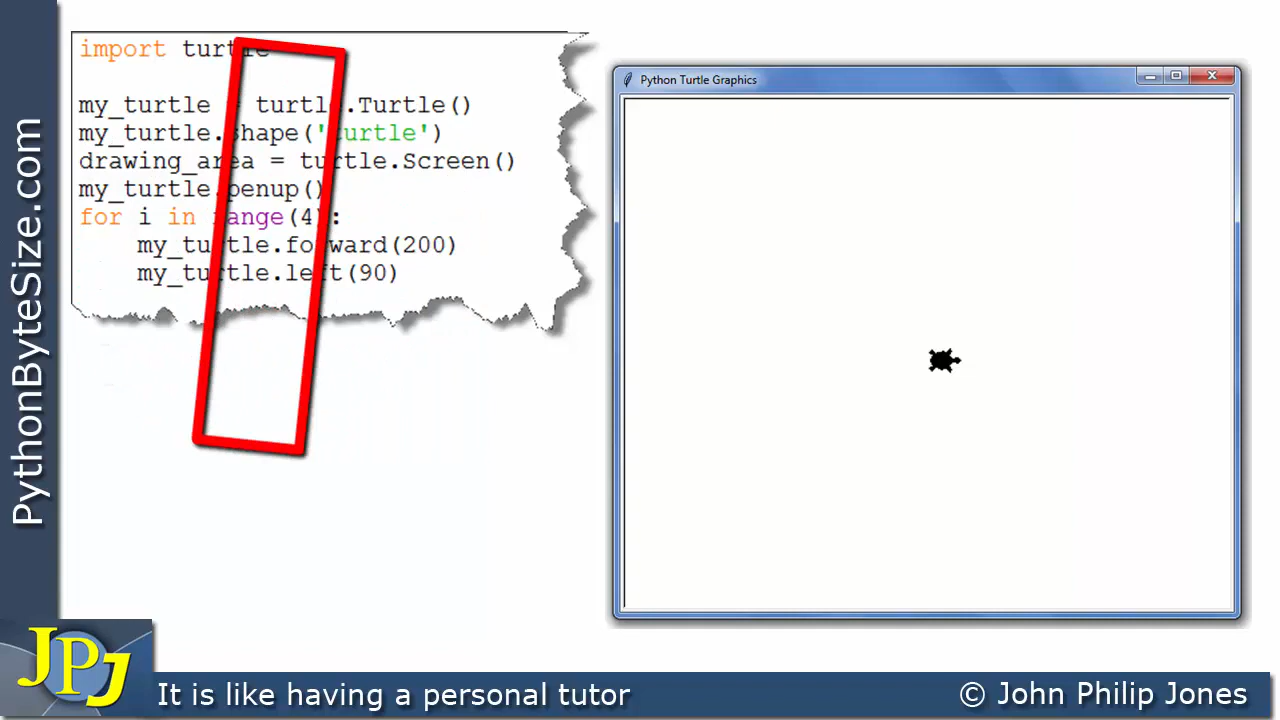 PythonByteSize.com
import turtle
my_turtle = turtle.Turtle()
my_turtle.shape('turtle')
drawing_area = turtle.Screen()
my_turtle.penup()
for i in range(4):
    my_turtle.forward(200)
    my_turtle.left(90)
Python Turtle Graphics
JPJ
It is like having a personal tutor
© John Philip Jones